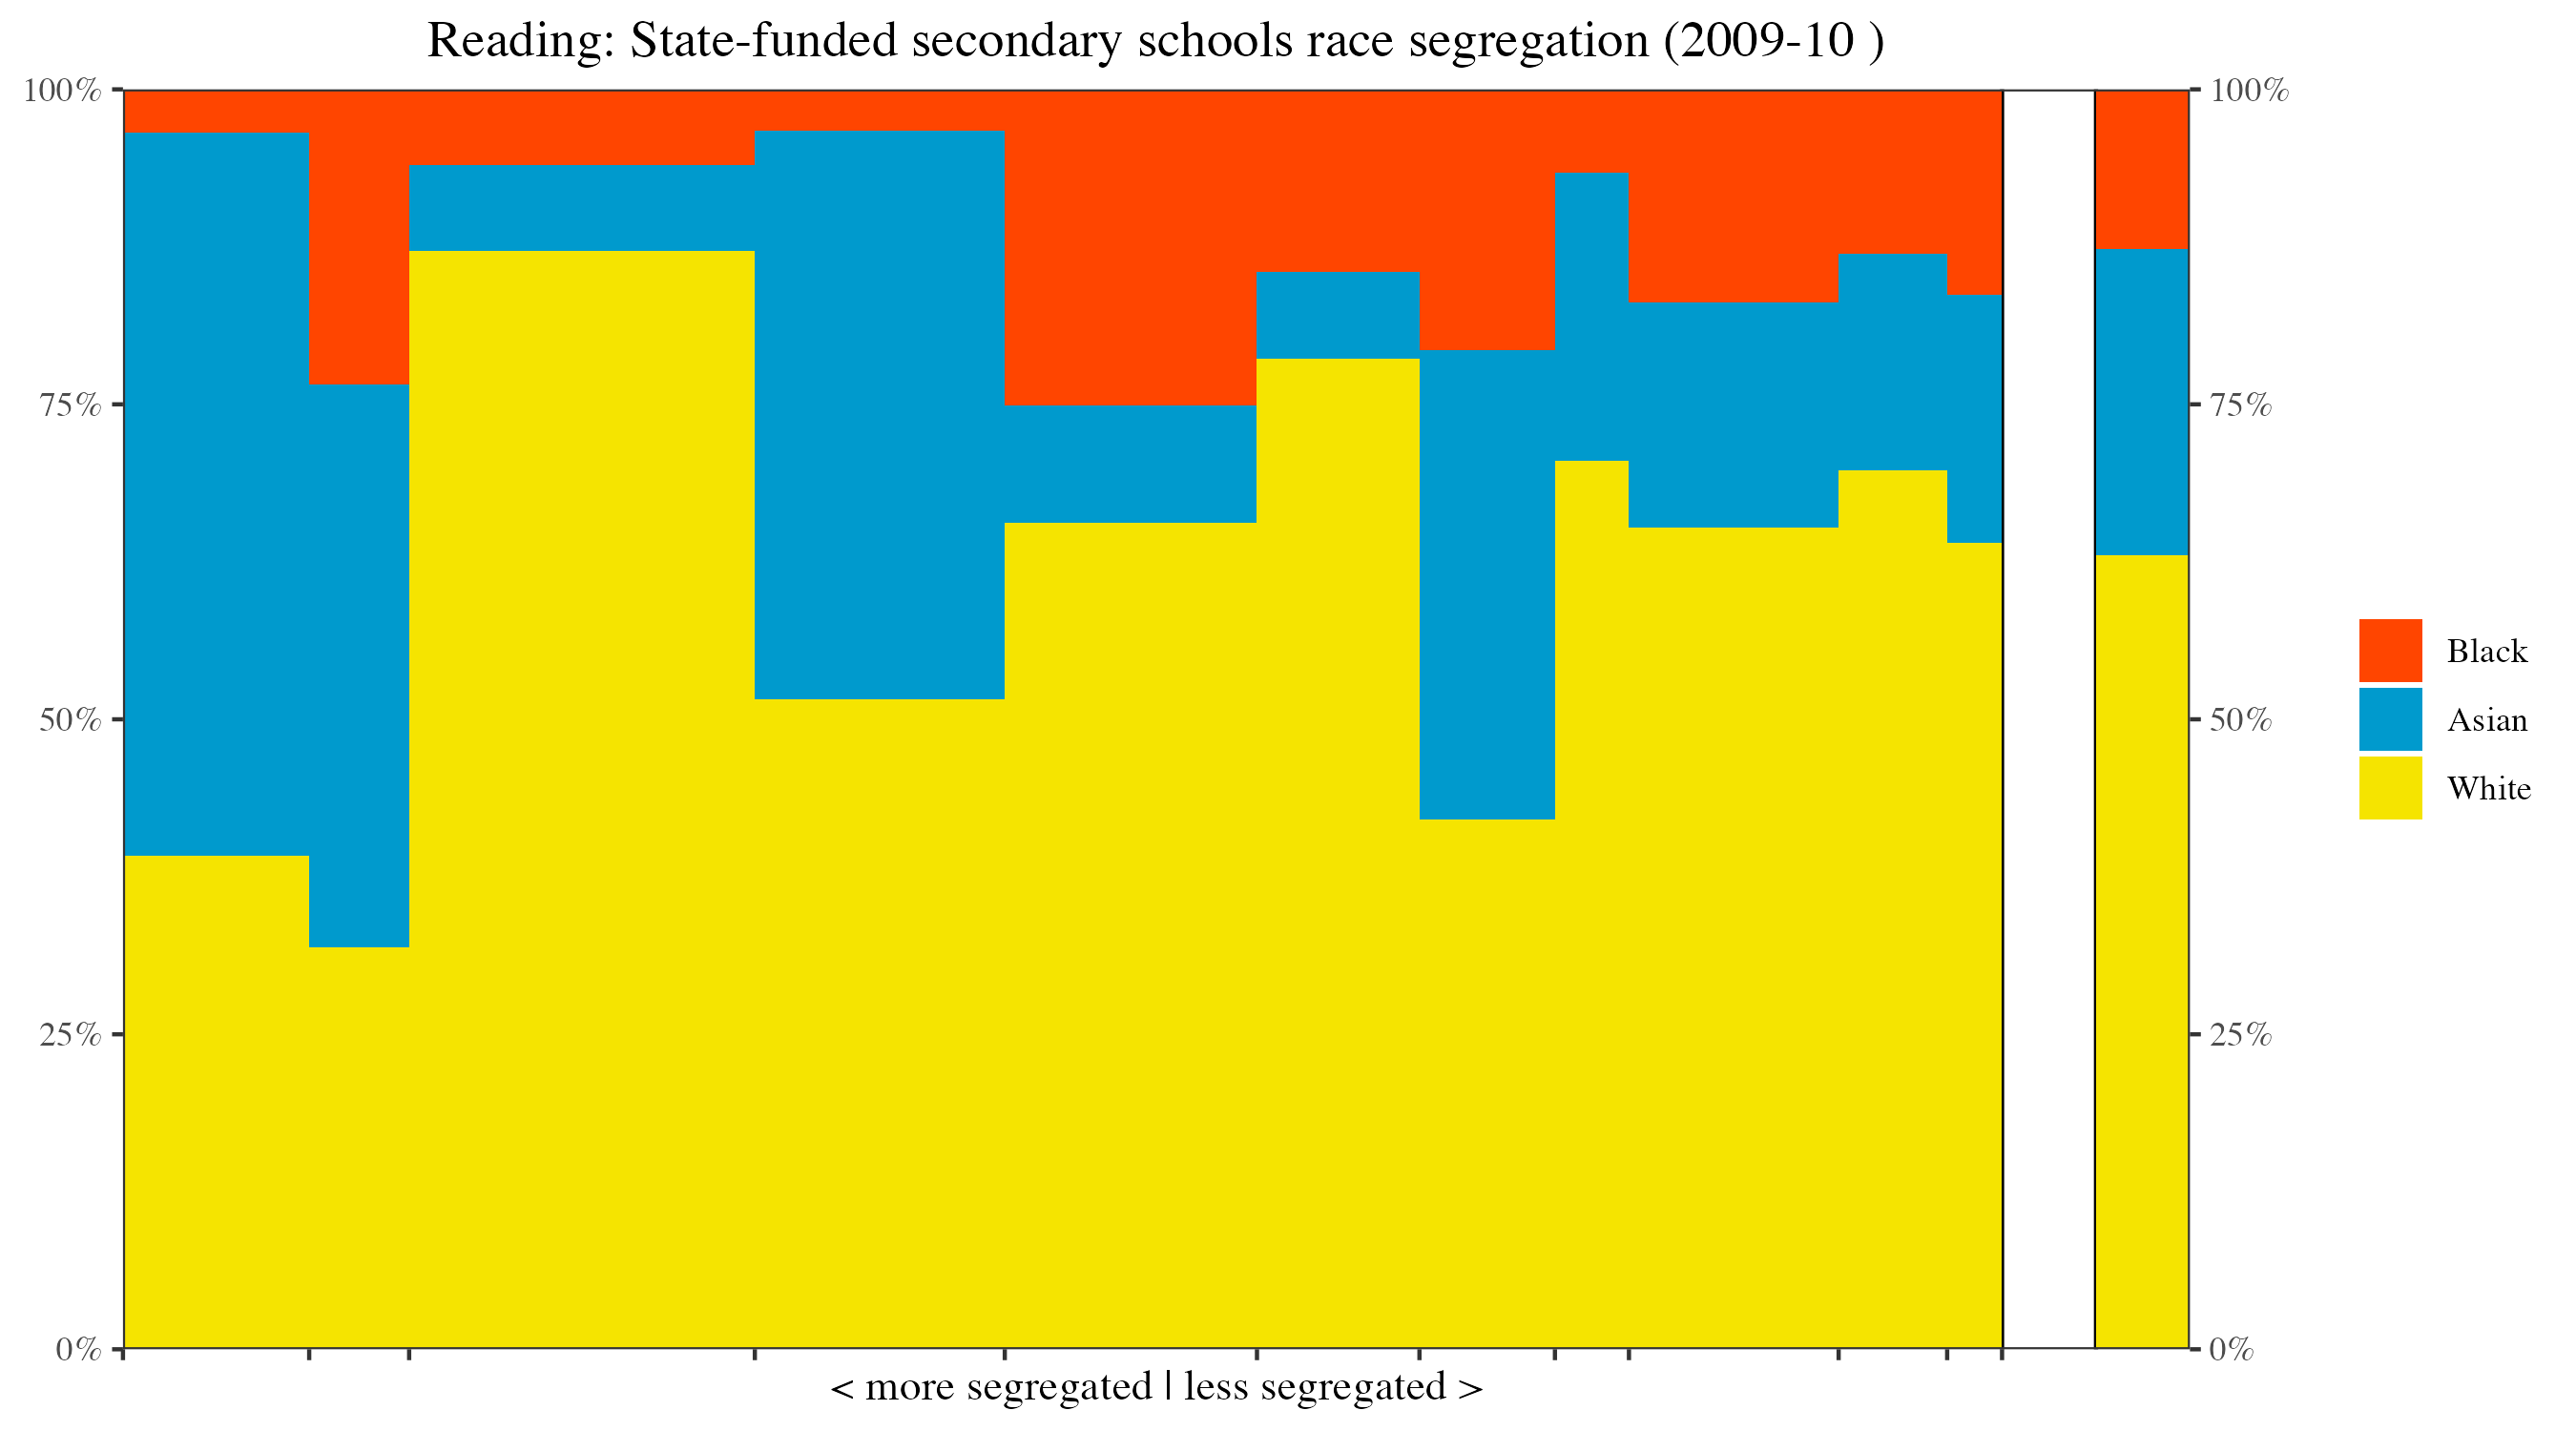 Reading: State-funded secondary schools race segregation (2009-10 )
100%
75%
50%
25%
0%
100%
75%
50%
25%
0%
Black
Asian
White
< more segregated | less segregated >